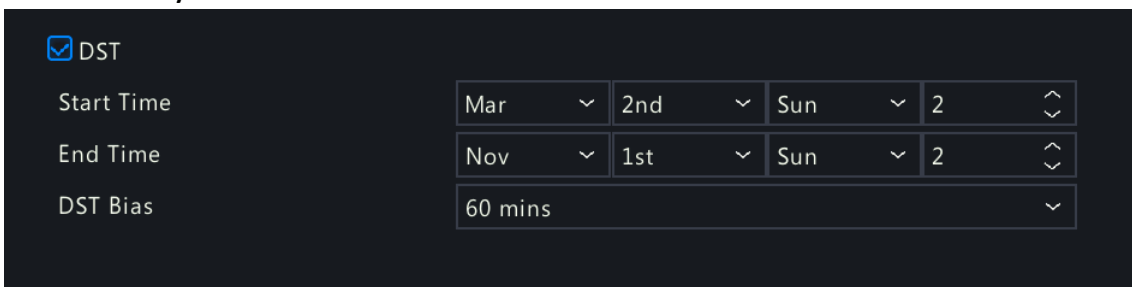 DST
Start Time Mar 2nd Sun 2
End Time Nov 1st Sun 2
DST Bias 60 mins